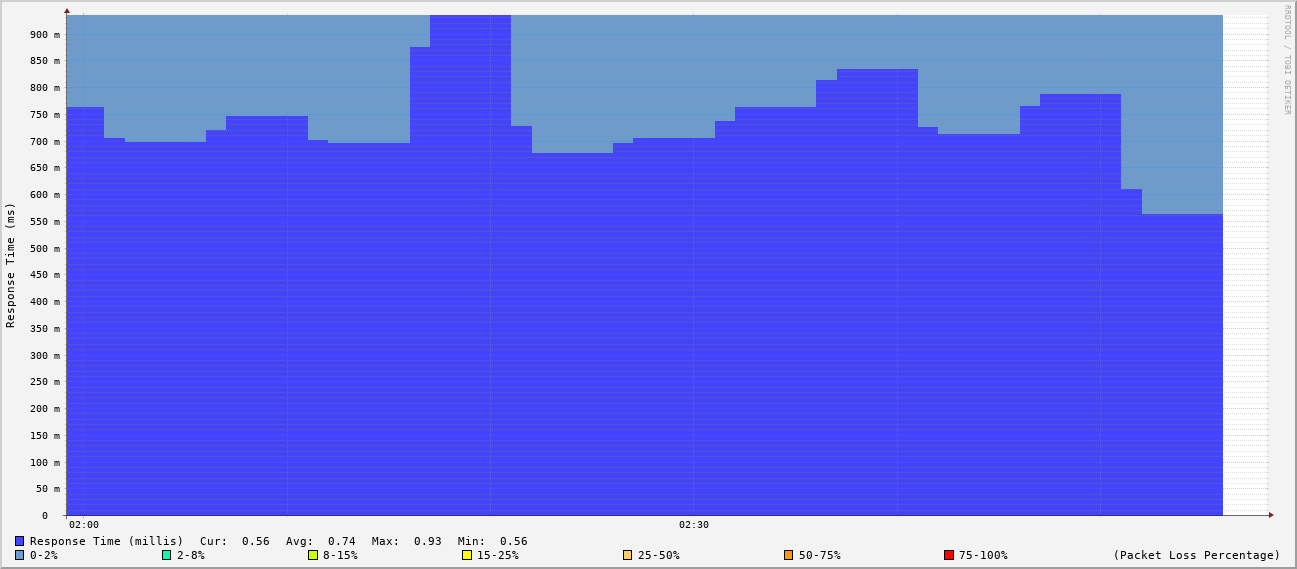 RRDTOOL / TOBI OETIKER
Response Time (ms)
900 m
850 m
800 m
750 m
700 m
650 m
600 m
550 m
500 m
450 m
400 m
350 m
300 m
250 m
200 m
150 m
100 m
50 m
0
02:00 02:30
Response Time (millis) Cur: 0.56 Avg: 0.74 Max: 0.93 Min: 0.56
0-2% 2-8% 8-15% 15-25% 25-50% 50-75% 75-100% (Packet Loss Percentage)